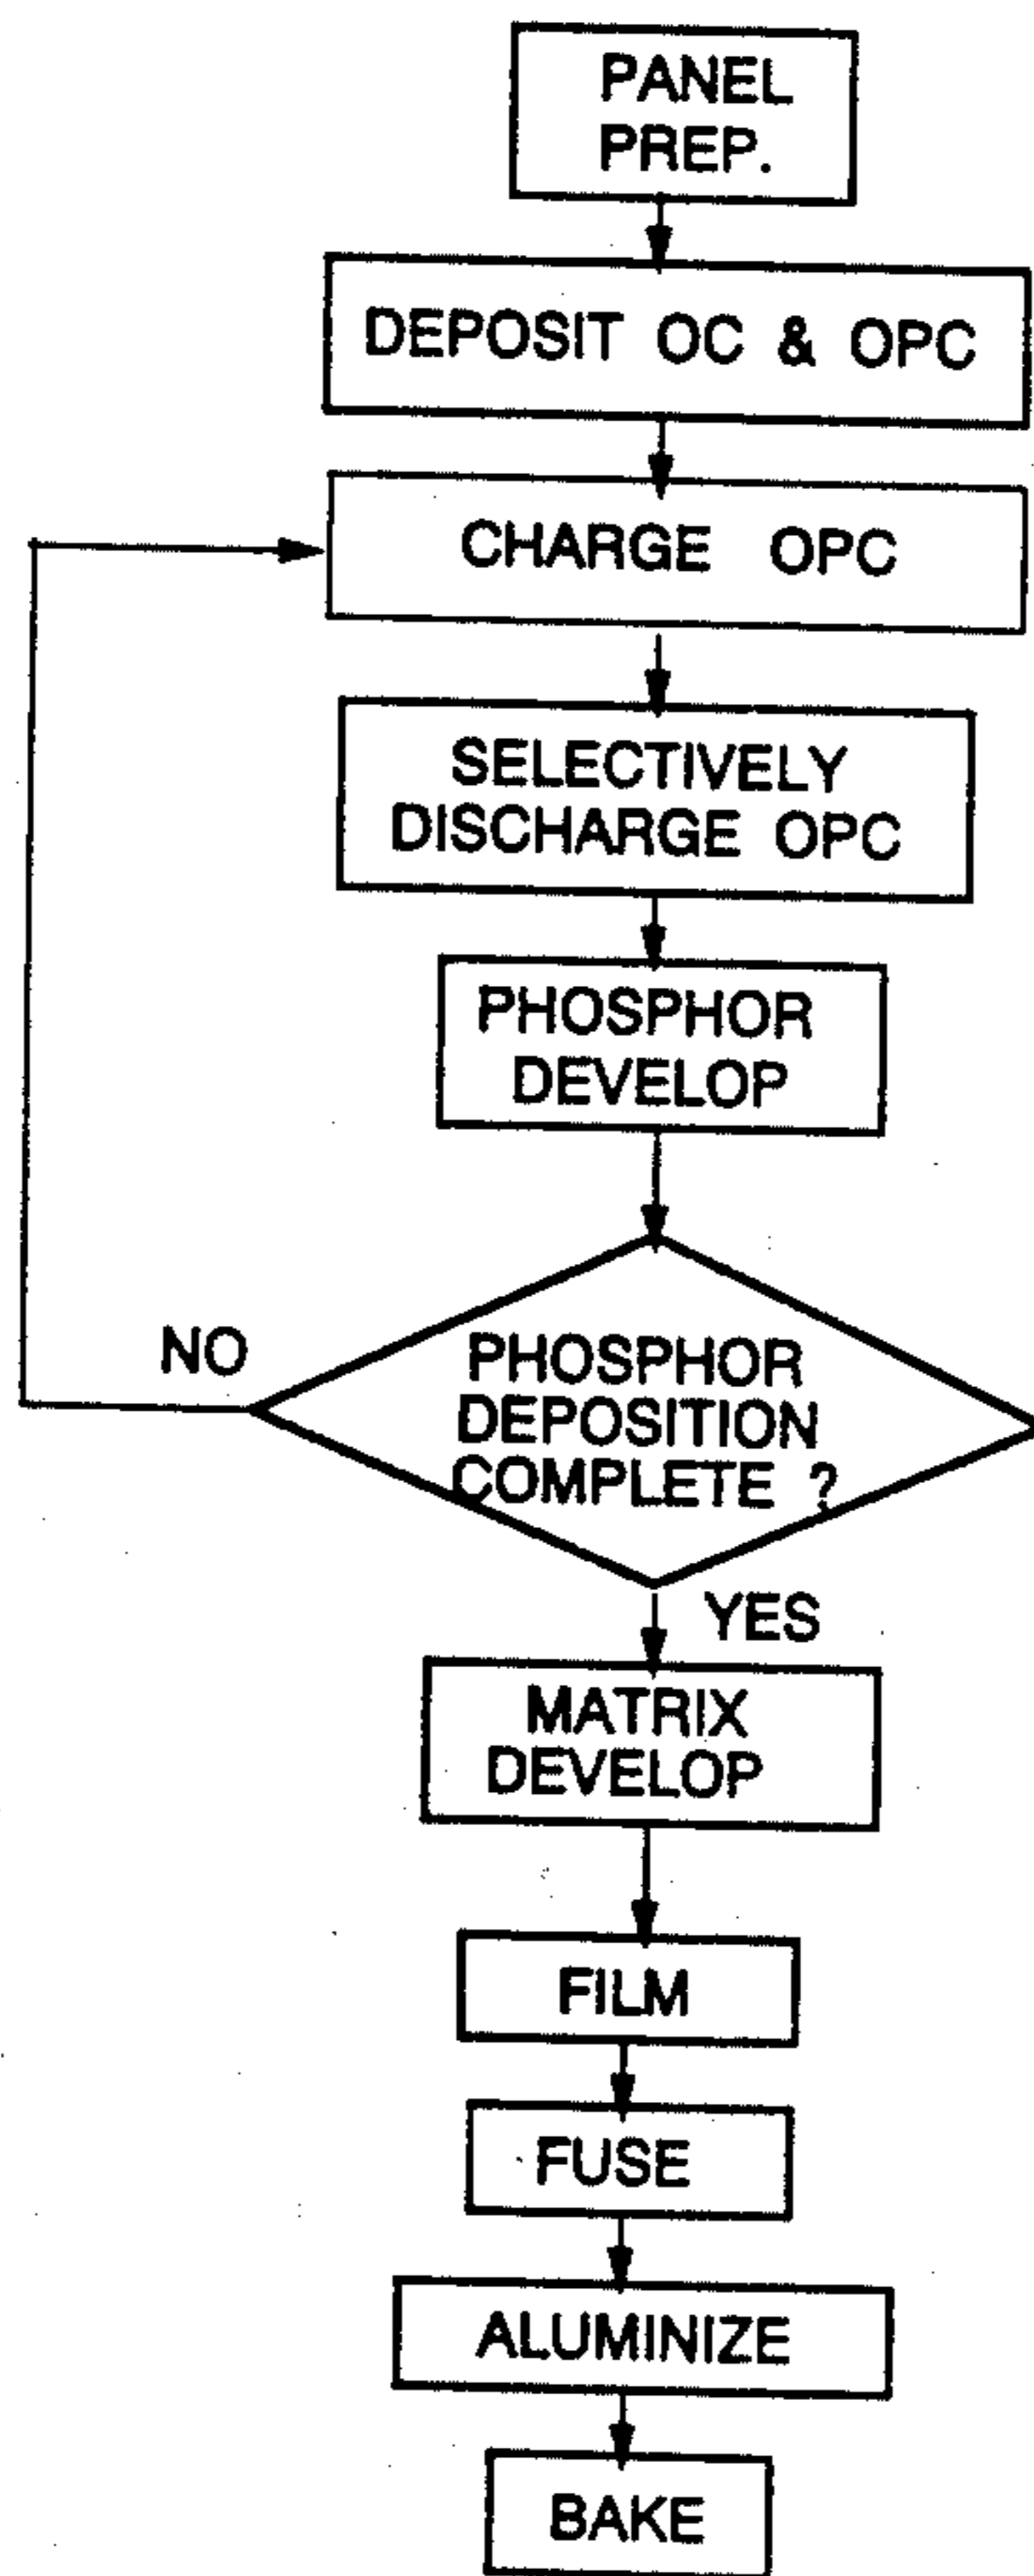 PANEL
PREP.
DEPOSIT OC & OPC
CHARGE OPC
SELECTIVELY
DISCHARGE OPC
PHOSPHOR
DEVELOP
NO
PHOSPHOR
DEPOSITION
COMPLETE ?
YES
MATRIX
DEVELOP
FILM
FUSE
ALUMINIZE
BAKE